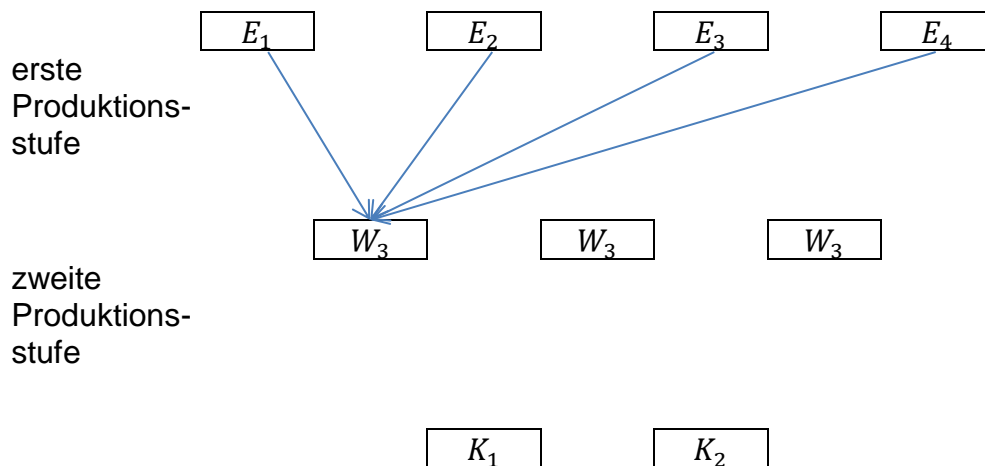 E₁ E₂ E₃ E₄
erste
Produktions-
stufe
W₃ W₃ W₃
zweite
Produktions-
stufe
K₁ K₂